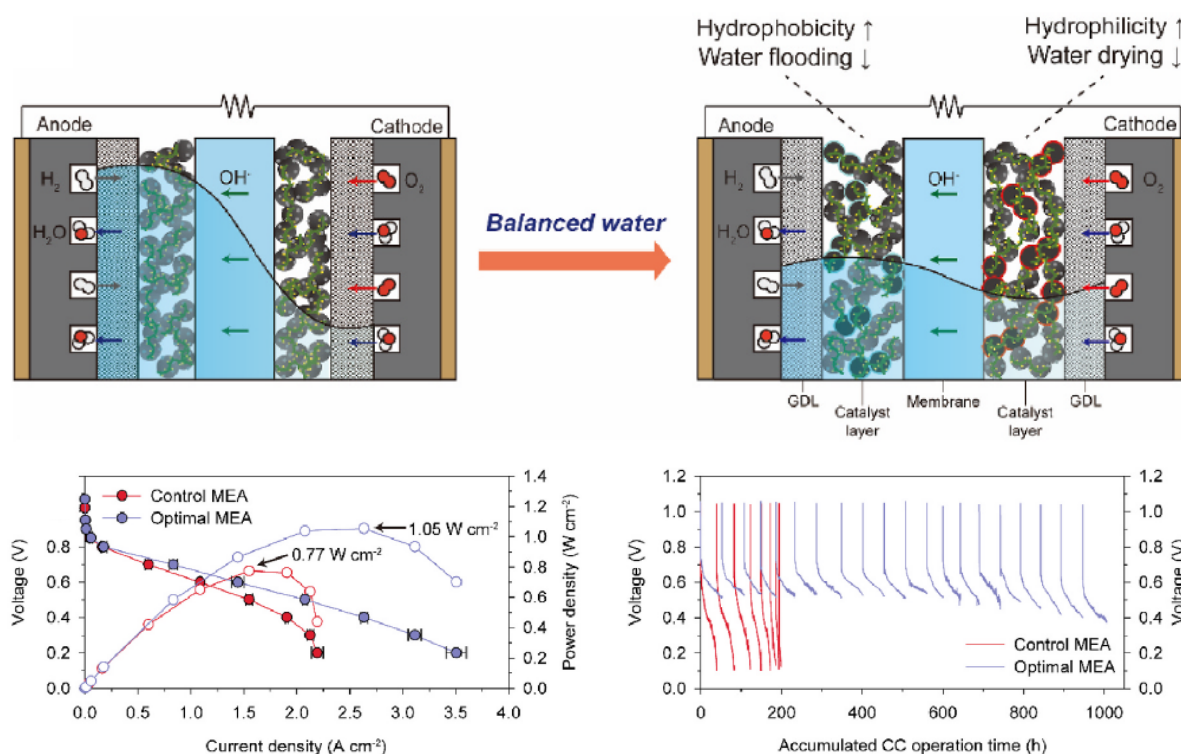 Hydrophobicity ↑
Water flooding ↓
Hydrophilicity ↑
Water drying ↓
Anode
Cathode
H₂
OH⁻
O₂
H₂O
Balanced water
Anode
Cathode
H₂
OH⁻
O₂
H₂O
GDL
Catalyst
layer
Membrane
Catalyst
layer
GDL
Control MEA
Optimal MEA
1.05 W cm⁻²
0.77 W cm⁻²
Voltage (V)
0.8
0.6
0.4
0.2
0.0
1.4
1.2
1.0
0.8
0.6
0.4
0.2
0.0
Power density (W cm⁻²)
0.0 0.5 1.0 1.5 2.0 2.5 3.0 3.5 4.0
Current density (A cm⁻²)
Voltage (V)
1.2
1.0
0.8
0.6
0.4
0.2
0.0
Control MEA
Optimal MEA
1.2
1.0
0.8
0.6
0.4
0.2
0.0
Voltage (V)
0 200 400 600 800 1000
Accumulated CC operation time (h)